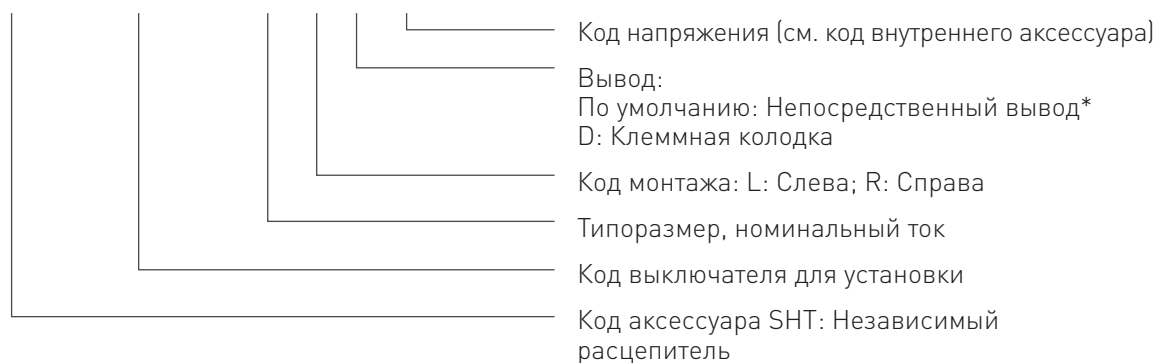 Код напряжения (см. код внутреннего аксессуара)
Вывод:
По умолчанию: Непосредственный вывод*
D: Клеммная колодка
Код монтажа: L: Слева; R: Справа
Типоразмер, номинальный ток
Код выключателя для установки
Код аксессуара SHT: Независимый
расцепитель